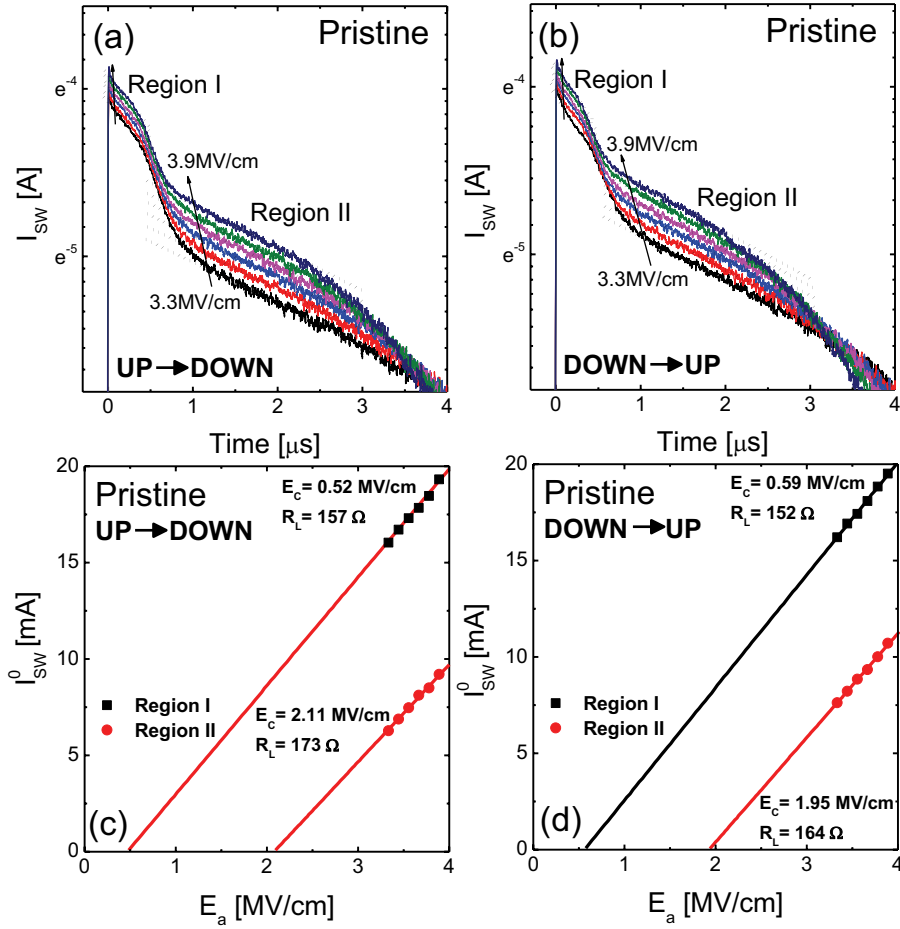 (a)
Pristine
Region I
3.9MV/cm
Region II
3.3MV/cm
UP→DOWN
e⁻⁴
e⁻⁵
I_SW [A]
0 1 2 3 4
Time [μs]
(b)
Pristine
Region I
3.9MV/cm
Region II
3.3MV/cm
DOWN→UP
e⁻⁴
e⁻⁵
I_SW [A]
0 1 2 3 4
Time [μs]
Pristine
UP→DOWN
E_C= 0.52 MV/cm
R_L= 157 Ω
Region I
Region II
E_C= 2.11 MV/cm
R_L= 173 Ω
(c)
20
15
10
5
0
I⁰_SW [mA]
0 1 2 3 4
E_a [MV/cm]
Pristine
DOWN→UP
E_C= 0.59 MV/cm
R_L= 152 Ω
Region I
Region II
E_C= 1.95 MV/cm
R_L= 164 Ω
(d)
20
15
10
5
0
I⁰_SW [mA]
0 1 2 3 4
E_a [MV/cm]